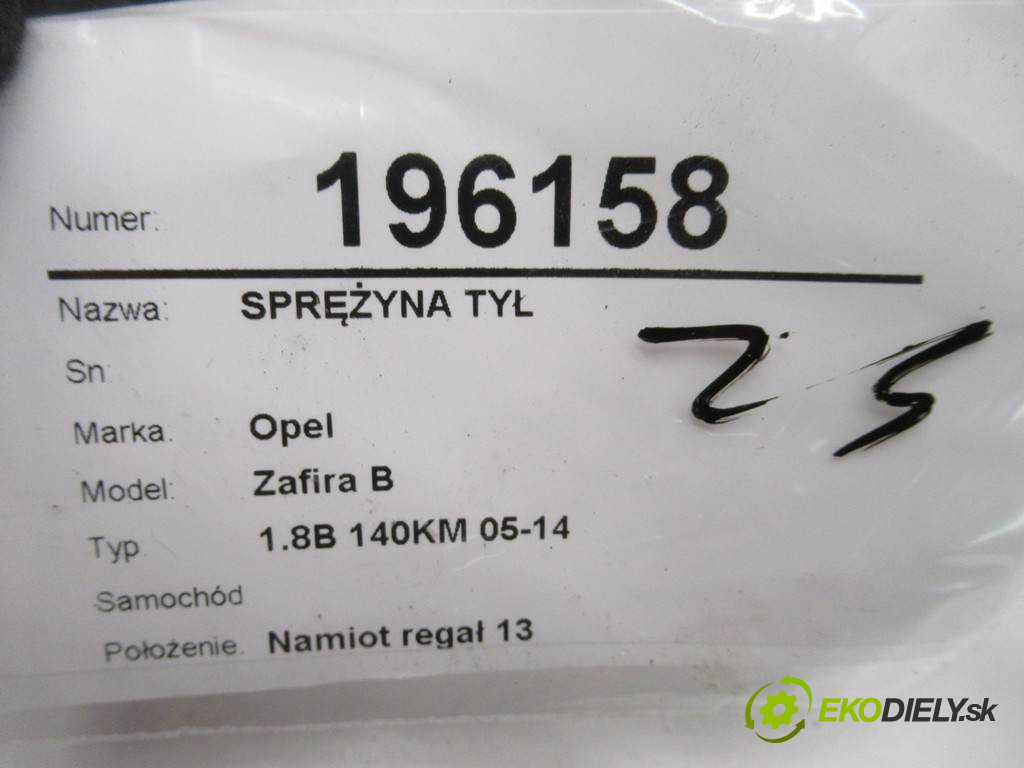 Numer: 196158
Nazwa: SPRĘŻYNA TYŁ
Sn
Marka. Opel
Model: Zafira B
Typ 1.8B 140KM 05-14
Samochód
Położenie. Namiot regał 13
EKODIELY.sk